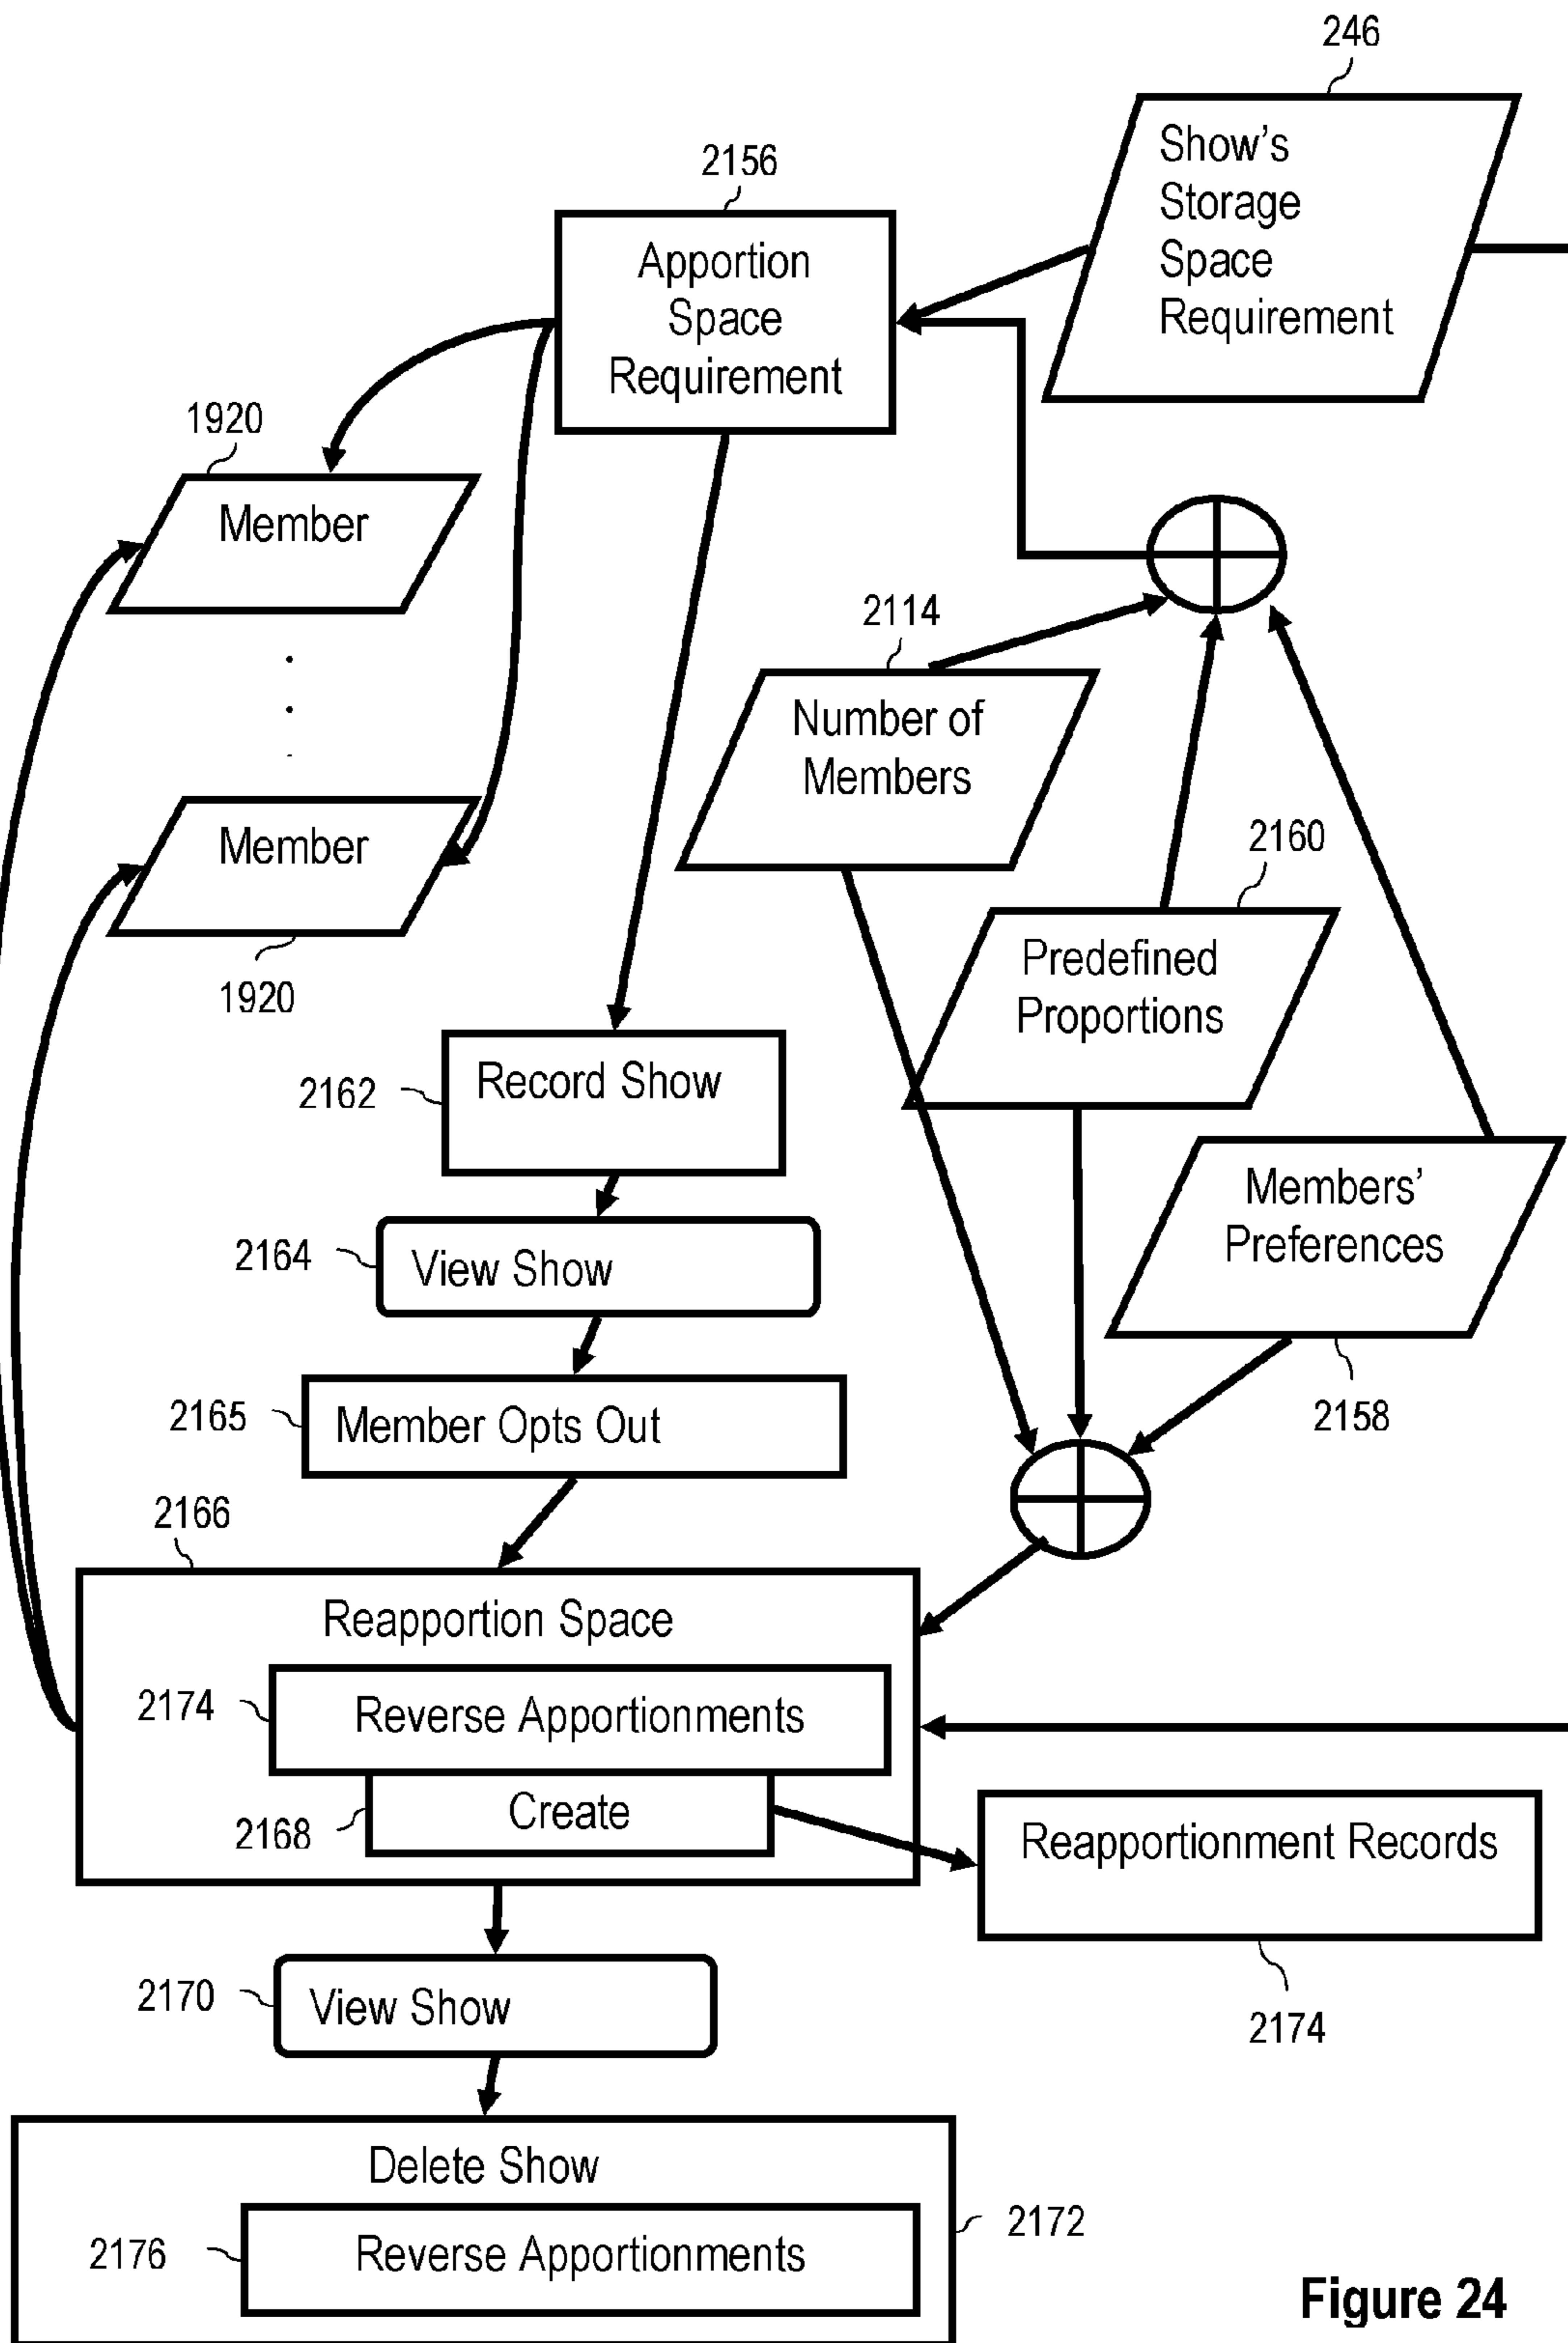 246
Show's
Storage
Space
Requirement
2156
Apportion
Space
Requirement
1920
Member
.
.
.
Member
1920
2114
Number of
Members
2160
Predefined
Proportions
Members'
Preferences
2158
2162
Record Show
2164
View Show
2165
Member Opts Out
2166
Reapportion Space
2174
Reverse Apportionments
2168
Create
Reapportionment Records
2174
2170
View Show
Delete Show
2172
2176
Reverse Apportionments
Figure 24